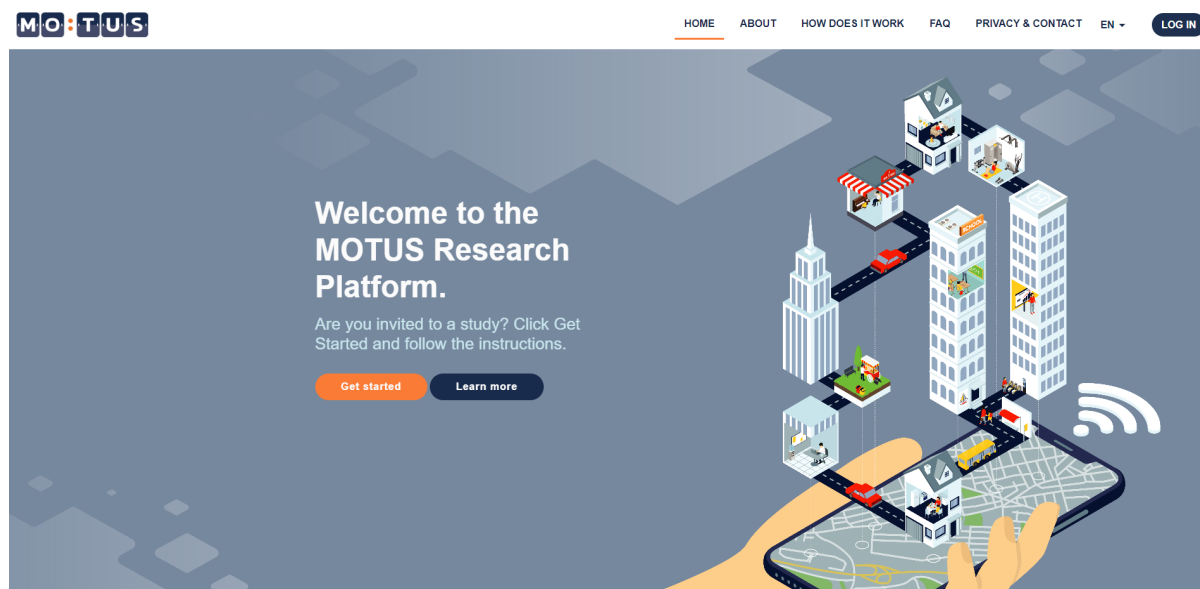 MO:TUS
HOME
ABOUT
HOW DOES IT WORK
FAQ
PRIVACY & CONTACT
EN
LOG IN
Welcome to the
MOTUS Research
Platform.
Are you invited to a study? Click Get
Started and follow the instructions.
Get started
Learn more
SCHOOL